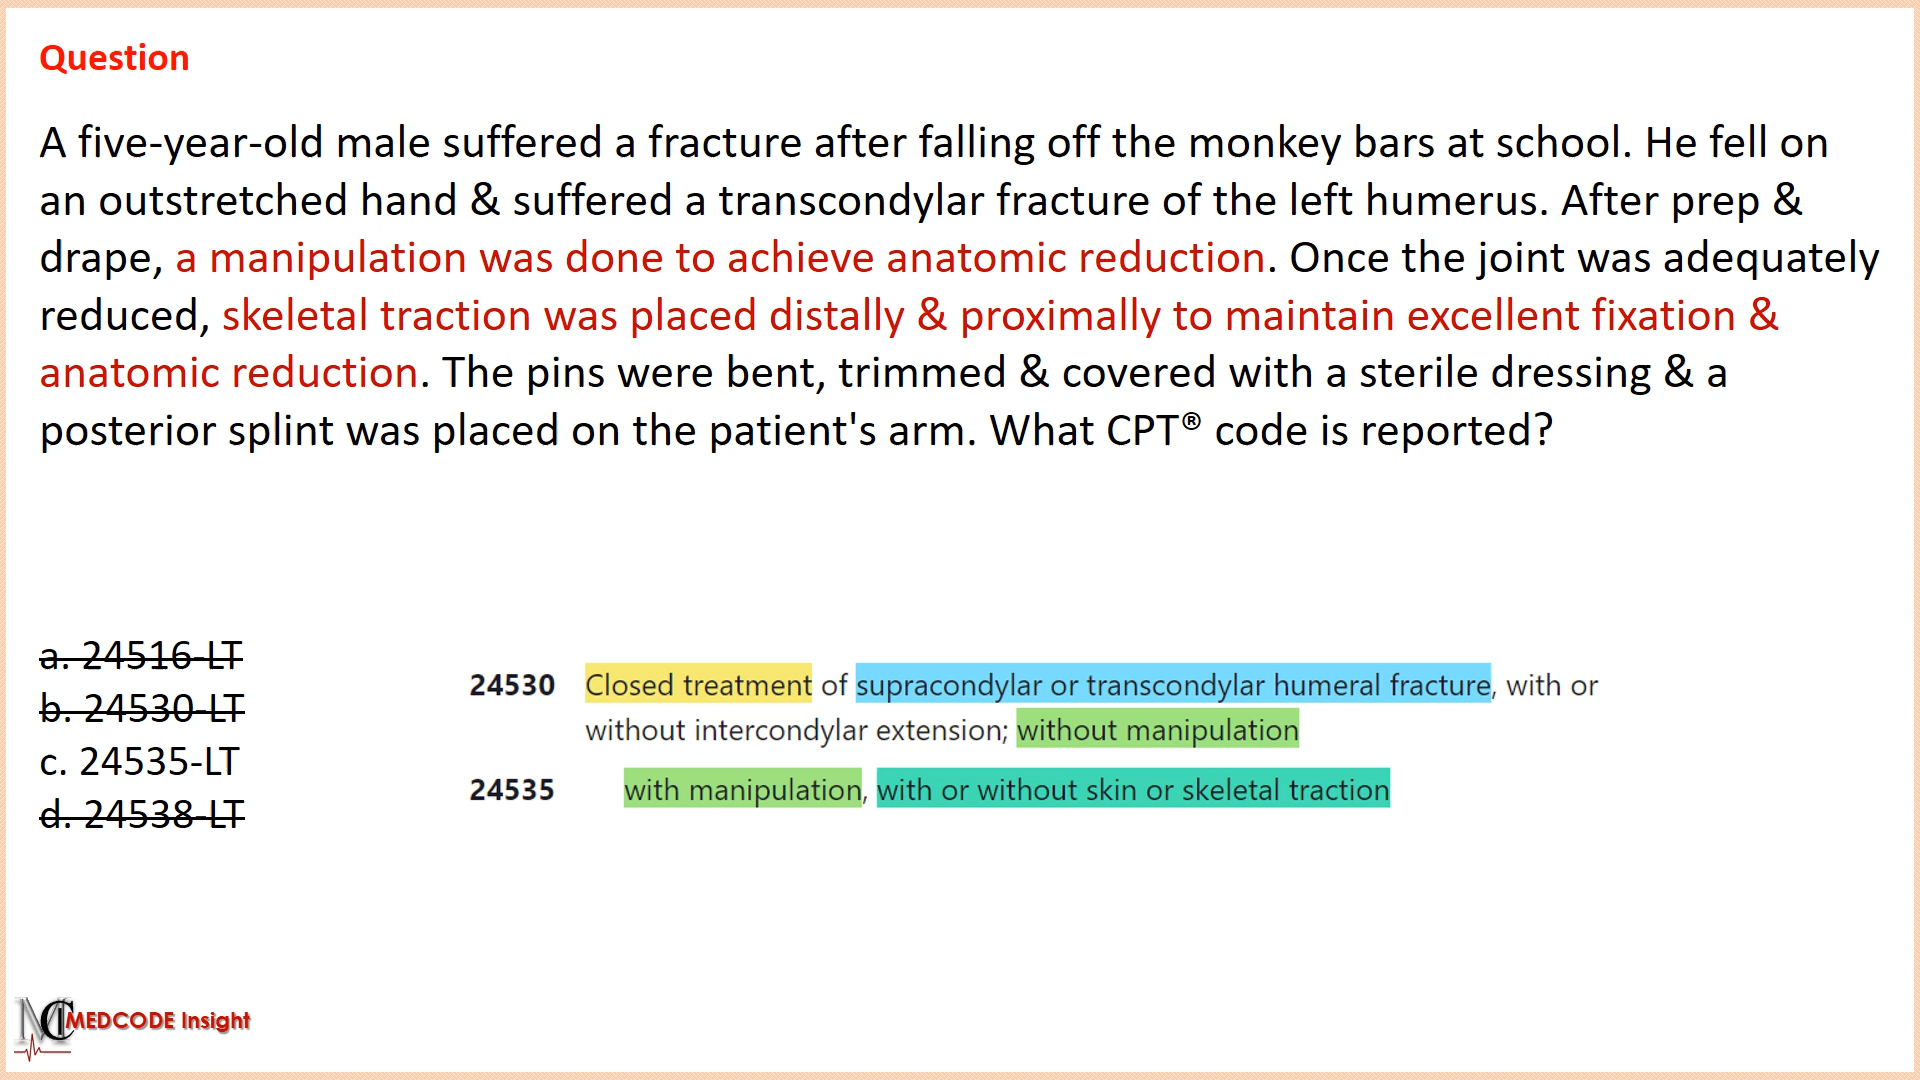 Question
A five-year-old male suffered a fracture after falling off the monkey bars at school. He fell on
an outstretched hand & suffered a transcondylar fracture of the left humerus. After prep &
drape, a manipulation was done to achieve anatomic reduction. Once the joint was adequately
reduced, skeletal traction was placed distally & proximally to maintain excellent fixation &
anatomic reduction. The pins were bent, trimmed & covered with a sterile dressing & a
posterior splint was placed on the patient's arm. What CPT® code is reported?
a. 24516-LT
b. 24530-LT
c. 24535-LT
d. 24538-LT
24530 Closed treatment of supracondylar or transcondylar humeral fracture, with or
without intercondylar extension; without manipulation
24535 with manipulation, with or without skin or skeletal traction
MC MEDCODE Insight